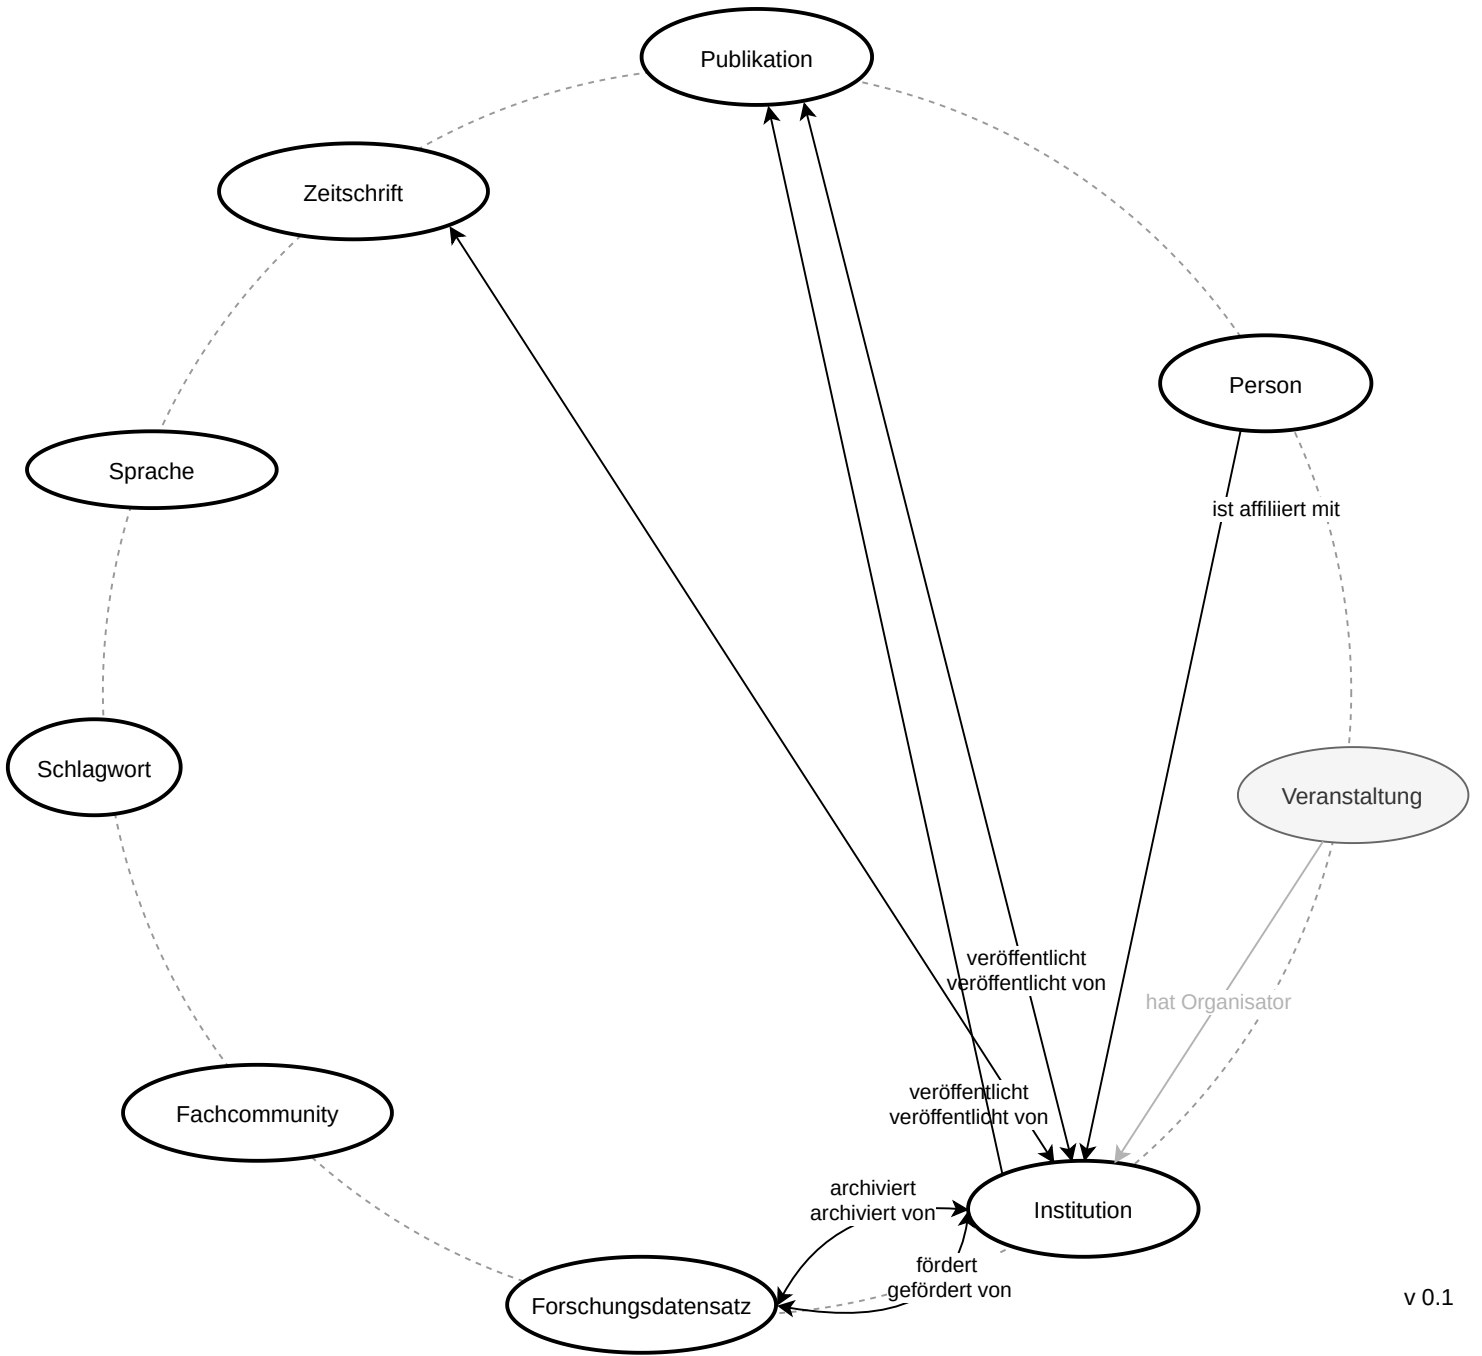 Publikation
Zeitschrift
Person
Sprache
ist affiliiert mit
Schlagwort
Veranstaltung
veröffentlicht
veröffentlicht von
hat Organisator
veröffentlicht
veröffentlicht von
Fachcommunity
archiviert
archiviert von
Institution
fördert
gefördert von
Forschungsdatensatz
v 0.1